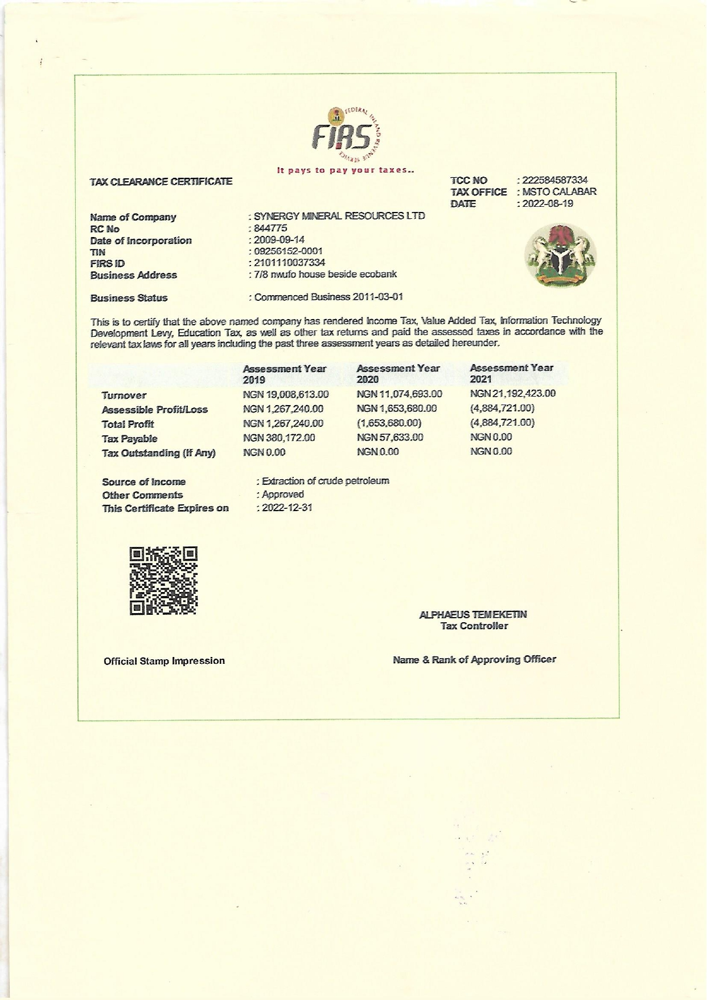 FEDERAL INLAND REVENUE SERVICE
FIRS
It pays to pay your taxes..
TAX CLEARANCE CERTIFICATE
TCC NO : 222584587334
TAX OFFICE : MSTO CALABAR
DATE : 2022-08-19
Name of Company : SYNERGY MINERAL RESOURCES LTD
RC No : 844775
Date of Incorporation : 2009-09-14
TIN : 09256152-0001
FIRS ID : 2101110037334
Business Address : 7/8 nwufo house beside ecobank
Business Status : Commenced Business 2011-03-01
This is to certify that the above named company has rendered Income Tax, Value Added Tax, Information Technology
Development Levy, Education Tax, as well as other tax returns and paid the assessed taxes in accordance with the
relevant tax laws for all years including the past three assessment years as detailed hereunder.
Assessment Year 2019 Assessment Year 2020 Assessment Year 2021
Turnover NGN 19,008,613.00 NGN 11,074,693.00 NGN 21,192,423.00
Assessible Profit/Loss NGN 1,267,240.00 NGN 1,653,680.00 (4,884,721.00)
Total Profit NGN 1,267,240.00 (1,653,680.00) (4,884,721.00)
Tax Payable NGN 380,172.00 NGN 57,633.00 NGN 0.00
Tax Outstanding (If Any) NGN 0.00 NGN 0.00 NGN 0.00
Source of Income : Extraction of crude petroleum
Other Comments : Approved
This Certificate Expires on : 2022-12-31
ALPHAEUS TEMEKETIN
Tax Controller
Official Stamp Impression
Name & Rank of Approving Officer